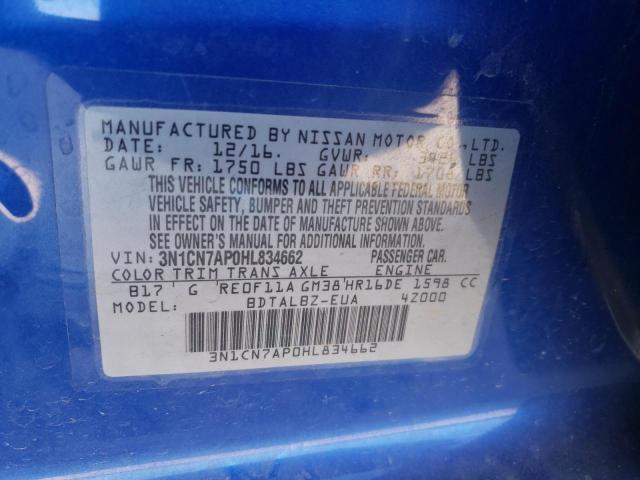 MANUFACTURED BY NISSAN MOTOR CO.,LTD.
DATE: 12/16. GVWR: LBS
GAWR FR: 1750 LBS GAWR RR: LBS
THIS VEHICLE CONFORMS TO ALL APPLICABLE FEDERAL MOTOR
VEHICLE SAFETY, BUMPER AND THEFT PREVENTION STANDARDS
IN EFFECT ON THE DATE OF MANUFACTURE SHOWN ABOVE.
SEE OWNER'S MANUAL FOR ADDITIONAL INFORMATION.
VIN: 3N1CN7AP0HL834662 PASSENGER CAR.
COLOR TRIM TRANS AXLE ENGINE
B17 G RE0F11A GM38 HR16DE 1598 CC
MODEL: BDTALBZ-EUA 42000
3N1CN7AP0HL834662